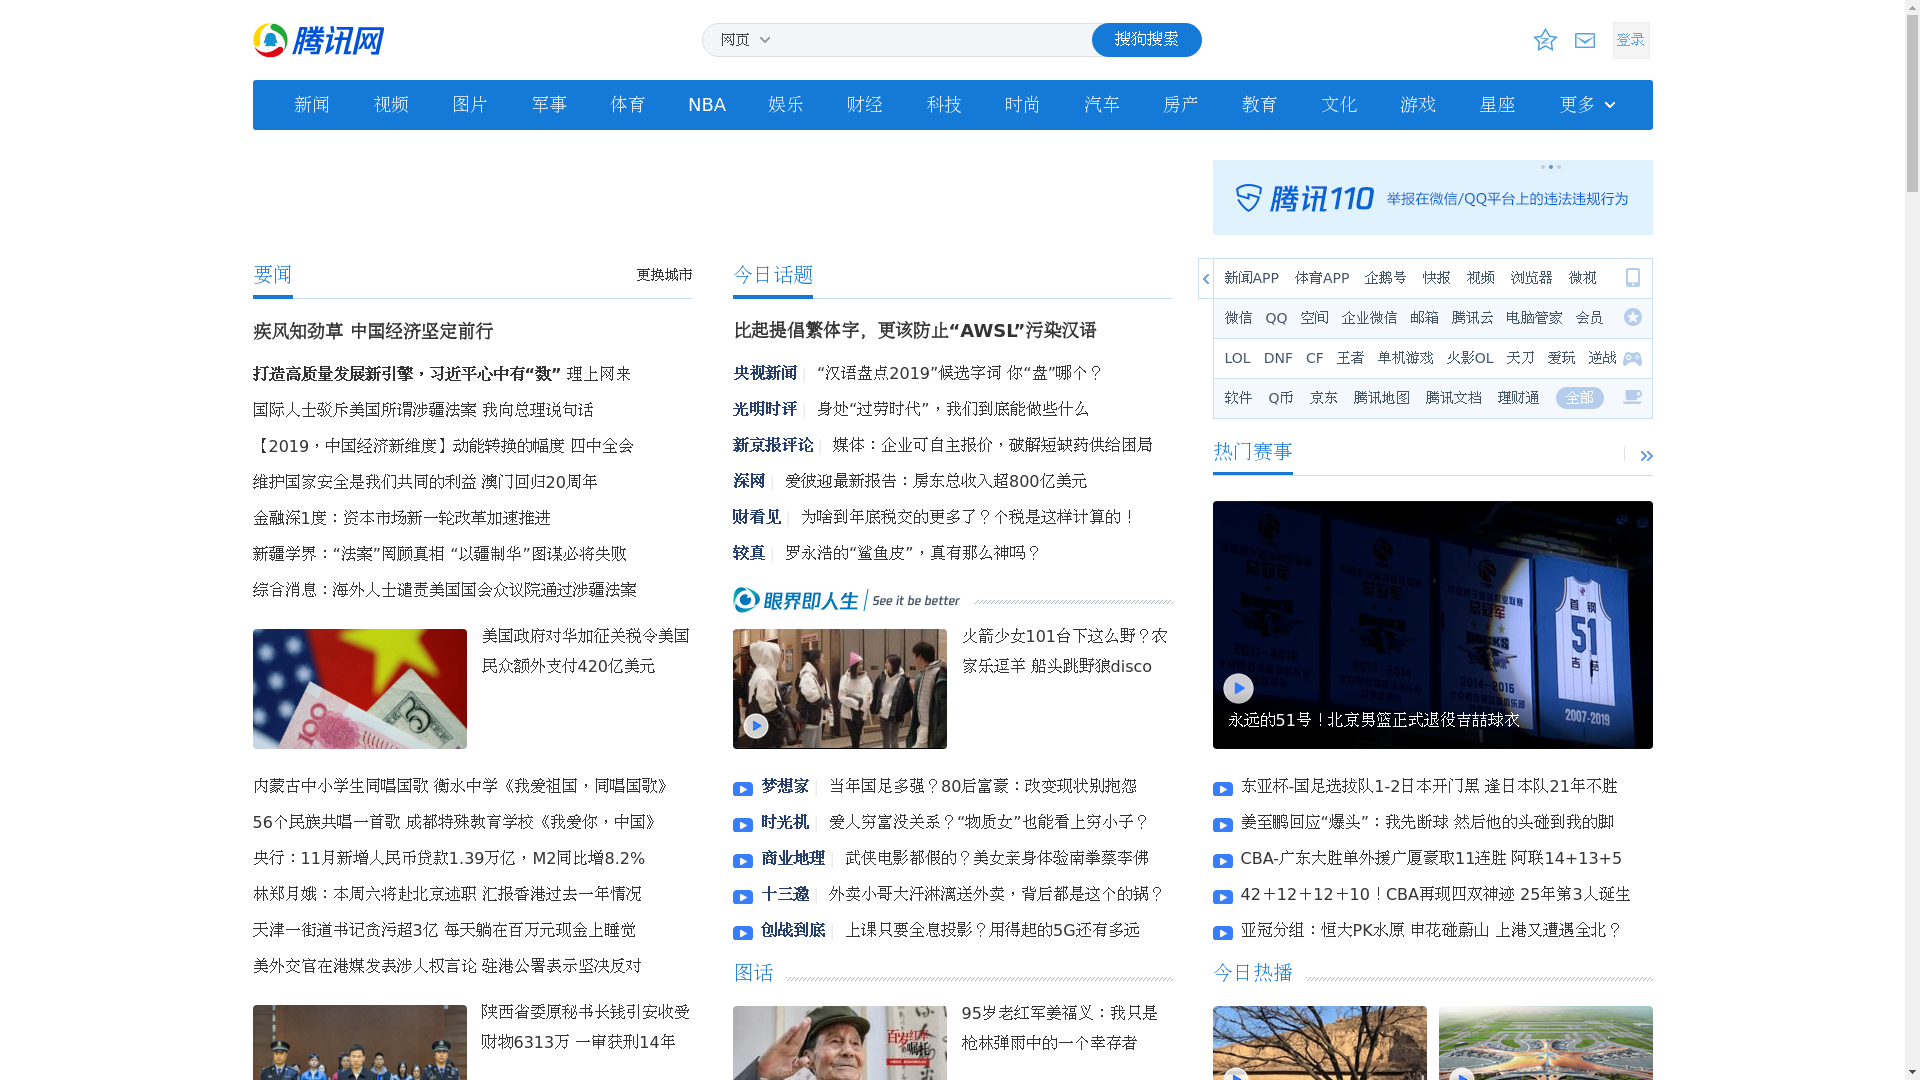 腾讯网
网页
搜狗搜索
登录
新闻 视频 图片 军事 体育 NBA 娱乐 财经 科技 时尚 汽车 房产 教育 文化 游戏 星座 更多
腾讯110 举报在微信/QQ平台上的违法违规行为
要闻
更换城市
疾风知劲草 中国经济坚定前行
打造高质量发展新引擎，习近平心中有“数” 理上网来
国际人士驳斥美国所谓涉疆法案 我向总理说句话
【2019，中国经济新维度】动能转换的幅度 四中全会
维护国家安全是我们共同的利益 澳门回归20周年
金融深1度：资本市场新一轮改革加速推进
新疆学界：“法案”罔顾真相 “以疆制华”图谋必将失败
综合消息：海外人士谴责美国国会众议院通过涉疆法案
美国政府对华加征关税令美国
民众额外支付420亿美元
内蒙古中小学生同唱国歌 衡水中学《我爱祖国，同唱国歌》
56个民族共唱一首歌 成都特殊教育学校《我爱你，中国》
央行：11月新增人民币贷款1.39万亿，M2同比增8.2%
林郑月娥：本周六将赴北京述职 汇报香港过去一年情况
天津一街道书记贪污超3亿 每天躺在百万元现金上睡觉
美外交官在港媒发表涉人权言论 驻港公署表示坚决反对
陕西省委原秘书长钱引安收受
财物6313万 一审获刑14年
今日话题
比起提倡繁体字，更该防止“AWSL”污染汉语
央视新闻 “汉语盘点2019”候选字词 你“盘”哪个？
光明时评 身处“过劳时代”，我们到底能做些什么
新京报评论 媒体：企业可自主报价，破解短缺药供给困局
深网 爱彼迎最新报告：房东总收入超800亿美元
财看见 为啥到年底税交的更多了？个税是这样计算的！
较真 罗永浩的“鲨鱼皮”，真有那么神吗？
眼界即人生 See it be better
火箭少女101台下这么野？农
家乐逗羊 船头跳野狼disco
梦想家 当年国足多强？80后富豪：改变现状别抱怨
时光机 爱人穷富没关系？“物质女”也能看上穷小子？
商业地理 武侠电影都假的？美女亲身体验南拳蔡李佛
十三邀 外卖小哥大汗淋漓送外卖，背后都是这个的锅？
创战到底 上课只要全息投影？用得起的5G还有多远
图话
百岁红军
嘱托
95岁老红军姜福义：我只是
枪林弹雨中的一个幸存者
新闻APP 体育APP 企鹅号 快报 视频 浏览器 微视
微信 QQ 空间 企业微信 邮箱 腾讯云 电脑管家 会员
LOL DNF CF 王者 单机游戏 火影OL 天刀 爱玩 逆战
软件 Q币 京东 腾讯地图 腾讯文档 理财通 全部
热门赛事
总冠军
总冠军
总冠军
DUCKS
2011-2012
2013-2014
2014-2015
首钢
51
吉喆
2007-2019
永远的51号！北京男篮正式退役吉喆球衣
东亚杯-国足选拔队1-2日本开门黑 逢日本队21年不胜
姜至鹏回应“爆头”：我先断球 然后他的头碰到我的脚
CBA-广东大胜单外援广厦豪取11连胜 阿联14+13+5
42＋12＋12＋10！CBA再现四双神迹 25年第3人诞生
亚冠分组：恒大PK水原 申花碰蔚山 上港又遭遇全北？
今日热播